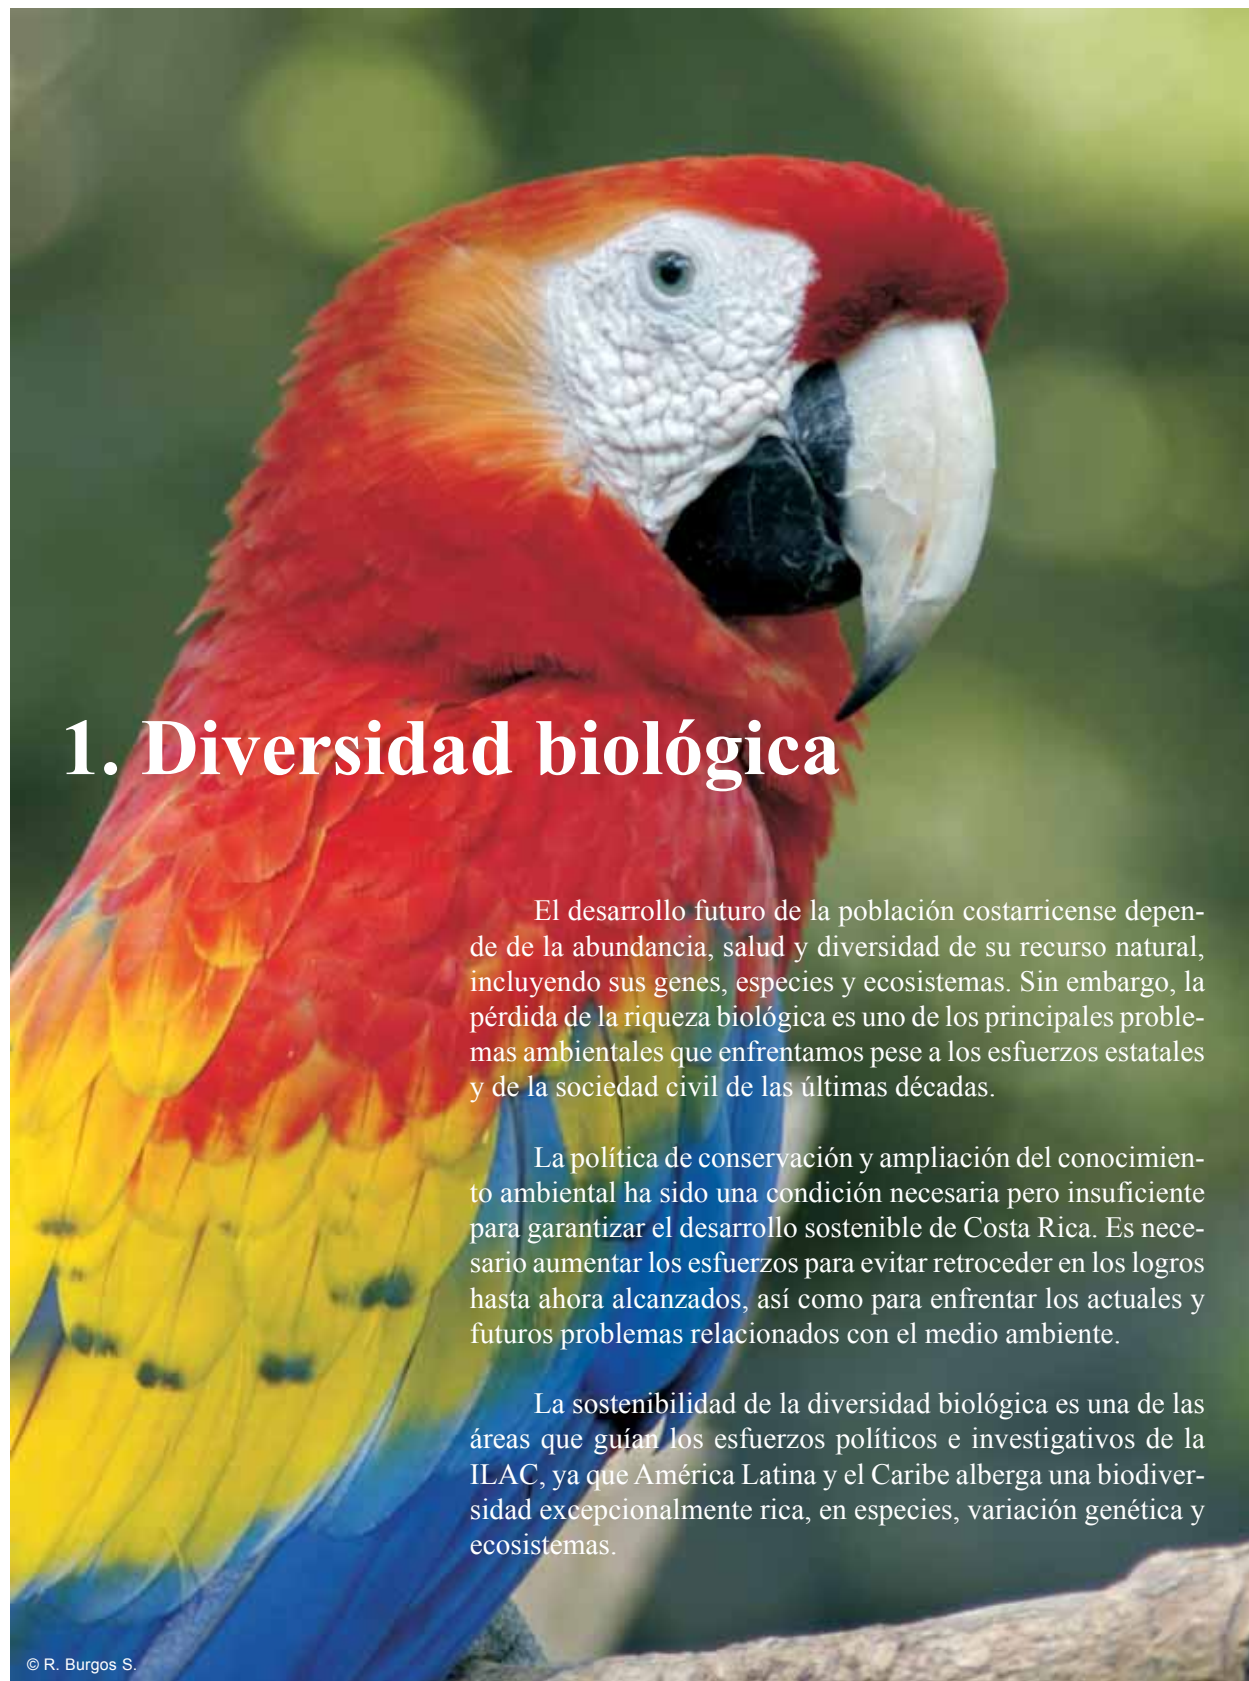 1. Diversidad biológica
El desarrollo futuro de la población costarricense depen-
de de la abundancia, salud y diversidad de su recurso natural,
incluyendo sus genes, especies y ecosistemas. Sin embargo, la
pérdida de la riqueza biológica es uno de los principales proble-
mas ambientales que enfrentamos pese a los esfuerzos estatales
y de la sociedad civil de las últimas décadas.
La política de conservación y ampliación del conocimien-
to ambiental ha sido una condición necesaria pero insuficiente
para garantizar el desarrollo sostenible de Costa Rica. Es nece-
sario aumentar los esfuerzos para evitar retroceder en los logros
hasta ahora alcanzados, así como para enfrentar los actuales y
futuros problemas relacionados con el medio ambiente.
La sostenibilidad de la diversidad biológica es una de las
áreas que guían los esfuerzos políticos e investigativos de la
ILAC, ya que América Latina y el Caribe alberga una biodiver-
sidad excepcionalmente rica, en especies, variación genética y
ecosistemas.
© R. Burgos S.